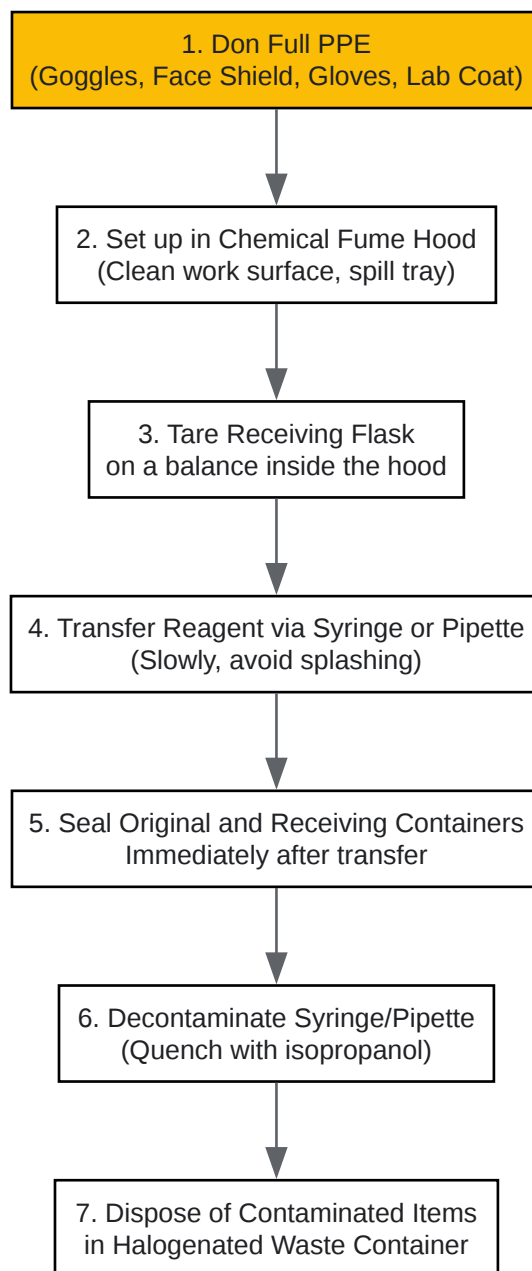 1. Don Full PPE
(Goggles, Face Shield, Gloves, Lab Coat)
2. Set up in Chemical Fume Hood
(Clean work surface, spill tray)
3. Tare Receiving Flask
on a balance inside the hood
4. Transfer Reagent via Syringe or Pipette
(Slowly, avoid splashing)
5. Seal Original and Receiving Containers
Immediately after transfer
6. Decontaminate Syringe/Pipette
(Quench with isopropanol)
7. Dispose of Contaminated Items
in Halogenated Waste Container